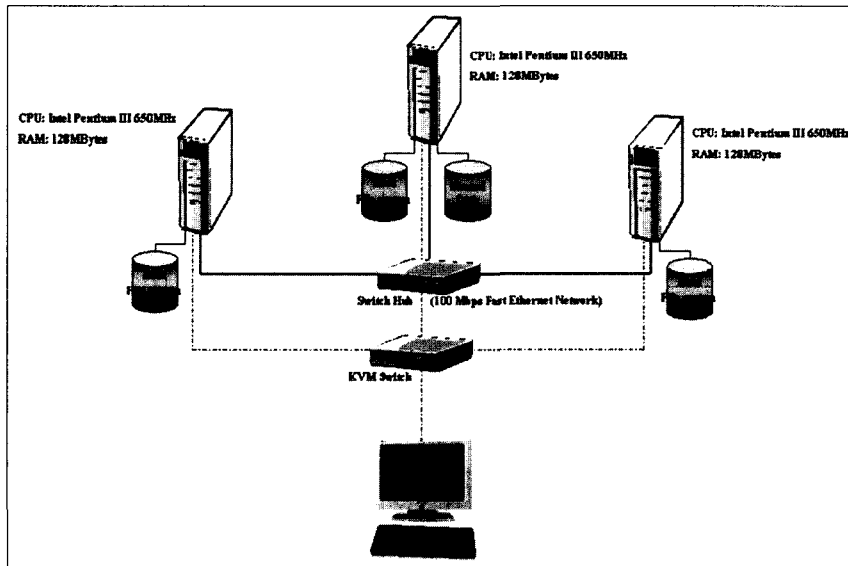 CPU: Intel Pentium III 650MHz
RAM: 128MBytes
CPU: Intel Pentium III 650MHz
RAM: 128MBytes
CPU: Intel Pentium III 650MHz
RAM: 128MBytes
Switch Hub (100 Mbps Fast Ethernet Network)
KVM Switch